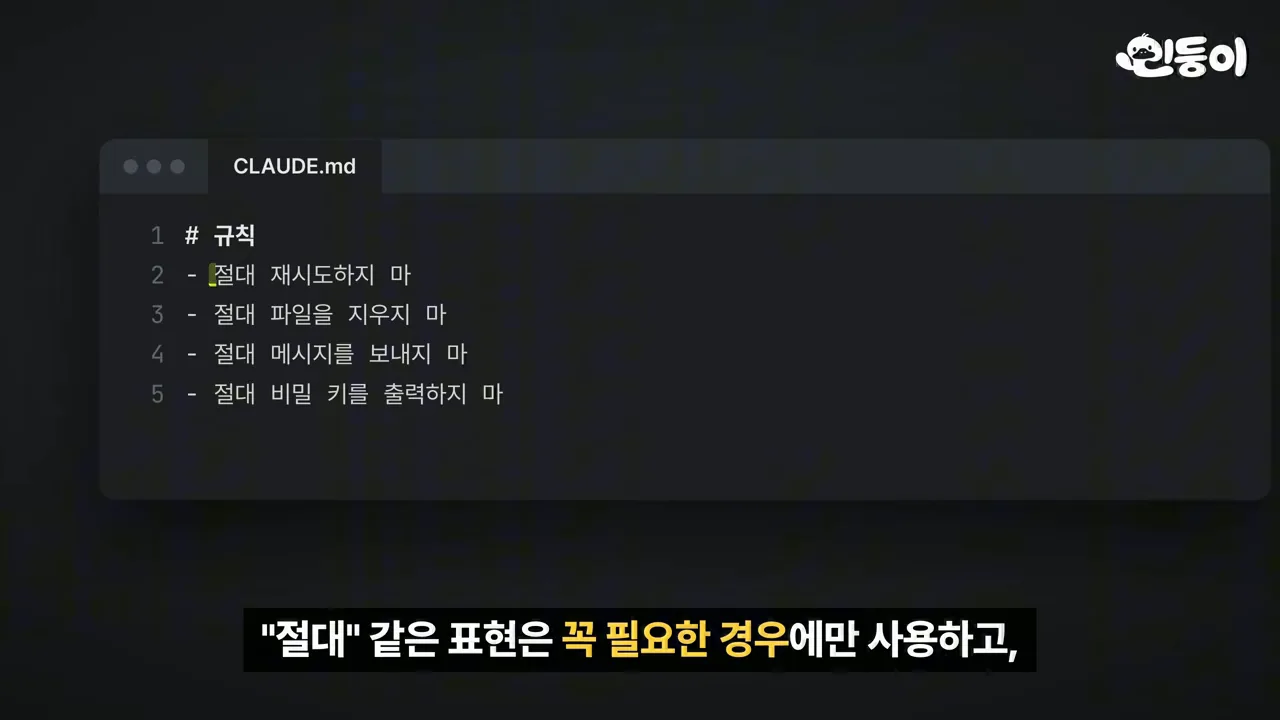 인둥이
CLAUDE.md
1 # 규칙
2 - 절대 재시도하지 마
3 - 절대 파일을 지우지 마
4 - 절대 메시지를 보내지 마
5 - 절대 비밀 키를 출력하지 마
"절대" 같은 표현은 꼭 필요한 경우에만 사용하고,